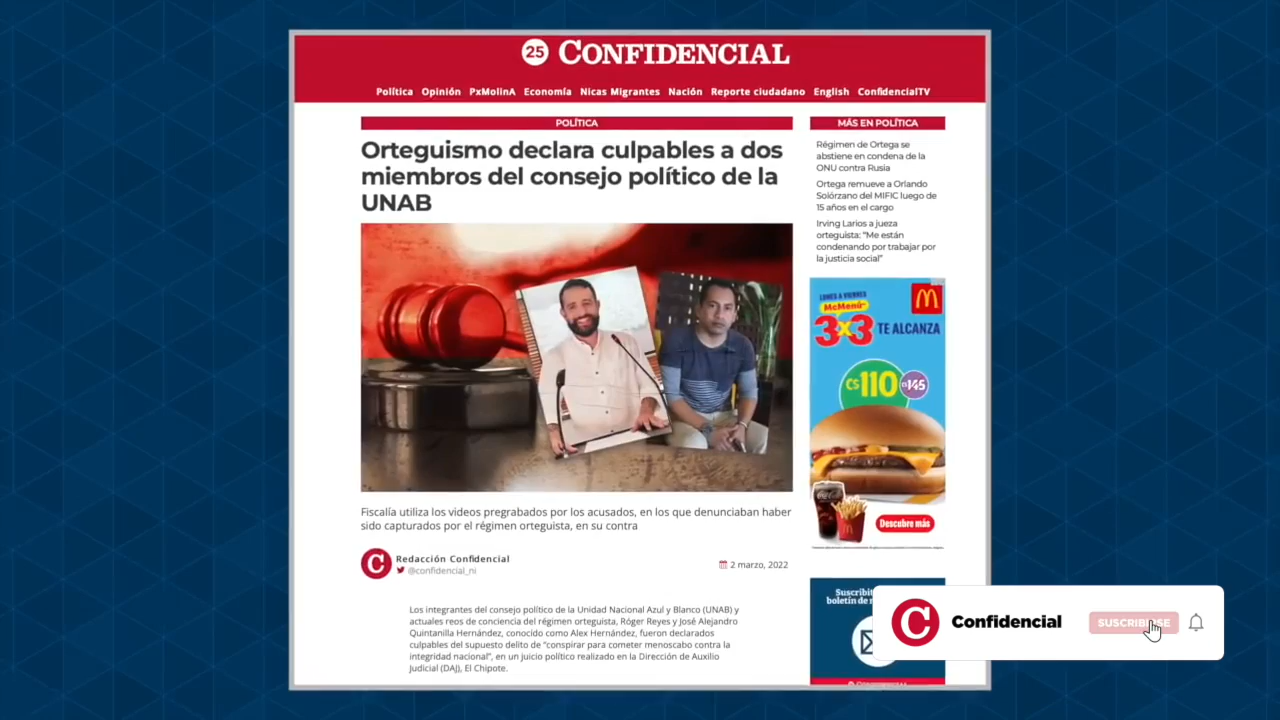 25 CONFIDENCIAL
Política Opinión PxMolinA Economía Nicas Migrantes Nación Reporte ciudadano English ConfidencialTV
POLÍTICA
Orteguismo declara culpables a dos
miembros del consejo político de la
UNAB
Fiscalía utiliza los videos pregrabados por los acusados, en los que denunciaban haber
sido capturados por el régimen orteguista, en su contra
C
Redacción Confidencial
@confidencial_ni
2 marzo, 2022
Los integrantes del consejo político de la Unidad Nacional Azul y Blanco (UNAB) y
actuales reos de conciencia del régimen orteguista, Róger Reyes y José Alejandro
Quintanilla Hernández, conocido como Alex Hernández, fueron declarados
culpables del supuesto delito de "conspirar para cometer menoscabo contra la
integridad nacional", en un juicio político realizado en la Dirección de Auxilio
Judicial (DAJ), El Chipote.
MÁS EN POLÍTICA
Régimen de Ortega se
abstiene en condena de la
ONU contra Rusia
Ortega remueve a Orlando
Solórzano del MIFIC luego de
15 años en el cargo
Irving Larios a jueza
orteguista: "Me están
condenando por trabajar por
la justicia social"
LUNES A VIERNES
McMenú
3x3 TE ALCANZA
C$110
C$145
Coca-Cola
Descubre más
C
Confidencial
SUSCRIBIRSE